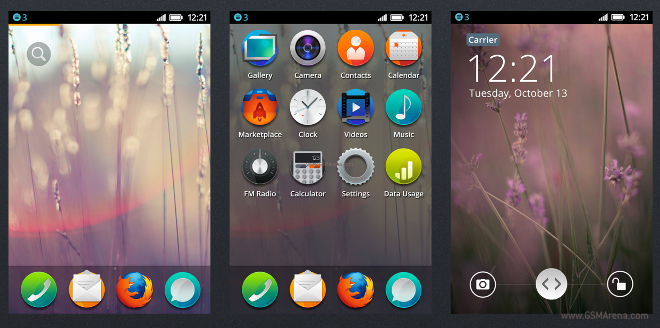 3 12:21
3 12:21
Gallery Camera Contacts Calendar
Marketplace Clock Videos Music
FM Radio Calculator Settings Data Usage
3 12:21
Carrier
12:21
Tuesday, October 13
www.GSMArena.com